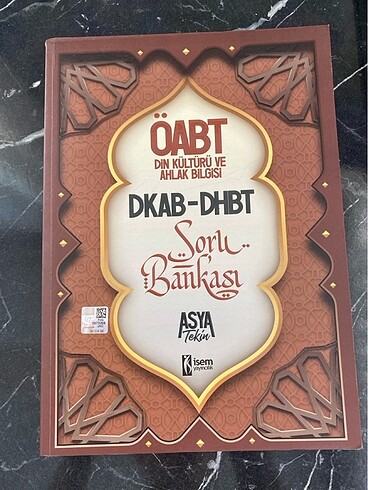 ÖABT
DİN KÜLTÜRÜ VE
AHLAK BİLGİSİ
DKAB-DHBT
Soru
Bankası
ASYA
Tekin
isem
yayıncılık